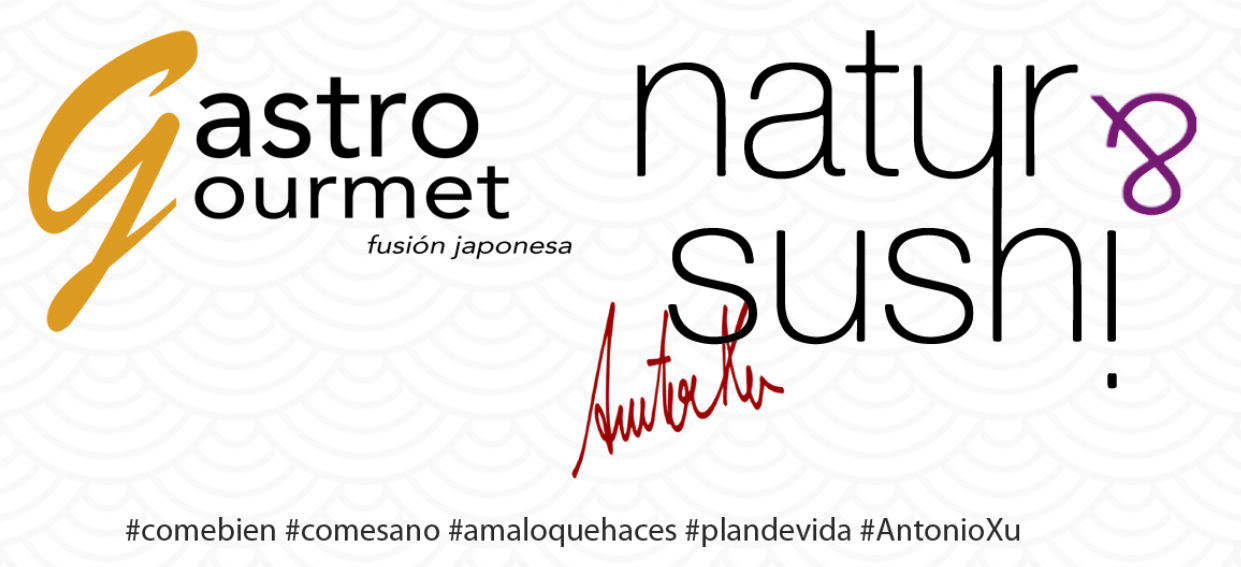 Gastro
Gourmet
fusión japonesa
natur &
sushi
#comebien #comesano #amaloquehaces #plandevida #AntonioXu